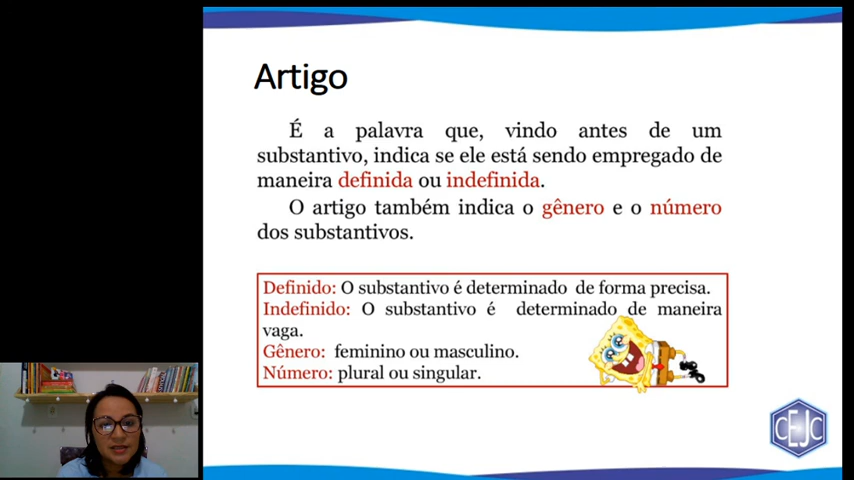 Artigo
É a palavra que, vindo antes de um
substantivo, indica se ele está sendo empregado de
maneira definida ou indefinida.
O artigo também indica o gênero e o número
dos substantivos.
Definido: O substantivo é determinado de forma precisa.
Indefinido: O substantivo é determinado de maneira
vaga.
Gênero: feminino ou masculino.
Número: plural ou singular.
CEJC